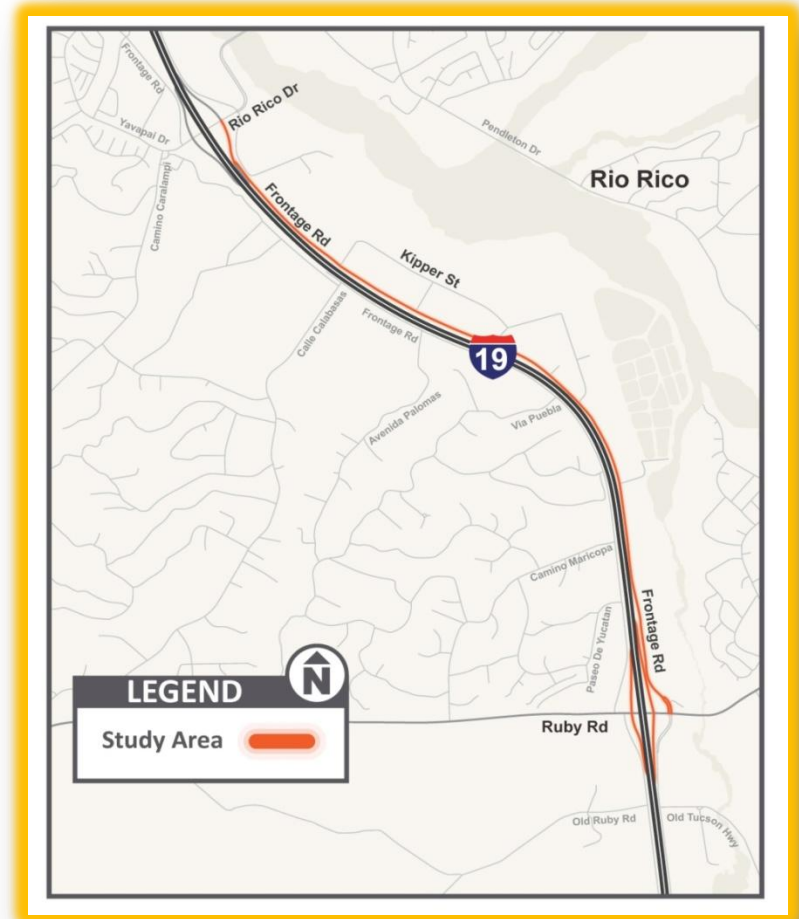 Frontage Rd
Rio Rico Dr
Yavapai Dr
Pendleton Dr
Rio Rico
Camino Caralampi
Frontage Rd
Kipper St
Calle Calabasas
Frontage Rd
19
Avenida Palomas
Via Puebla
Camino Maricopa
Paseo De Yucatan
Frontage Rd
LEGEND
N
Study Area
Ruby Rd
Old Ruby Rd
Old Tucson Hwy